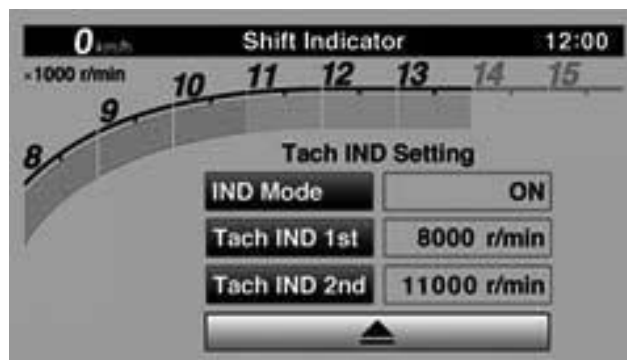 0 km/h Shift Indicator 12:00
×1000 r/min
8 9 10 11 12 13 14 15
Tach IND Setting
IND Mode ON
Tach IND 1st 8000 r/min
Tach IND 2nd 11000 r/min